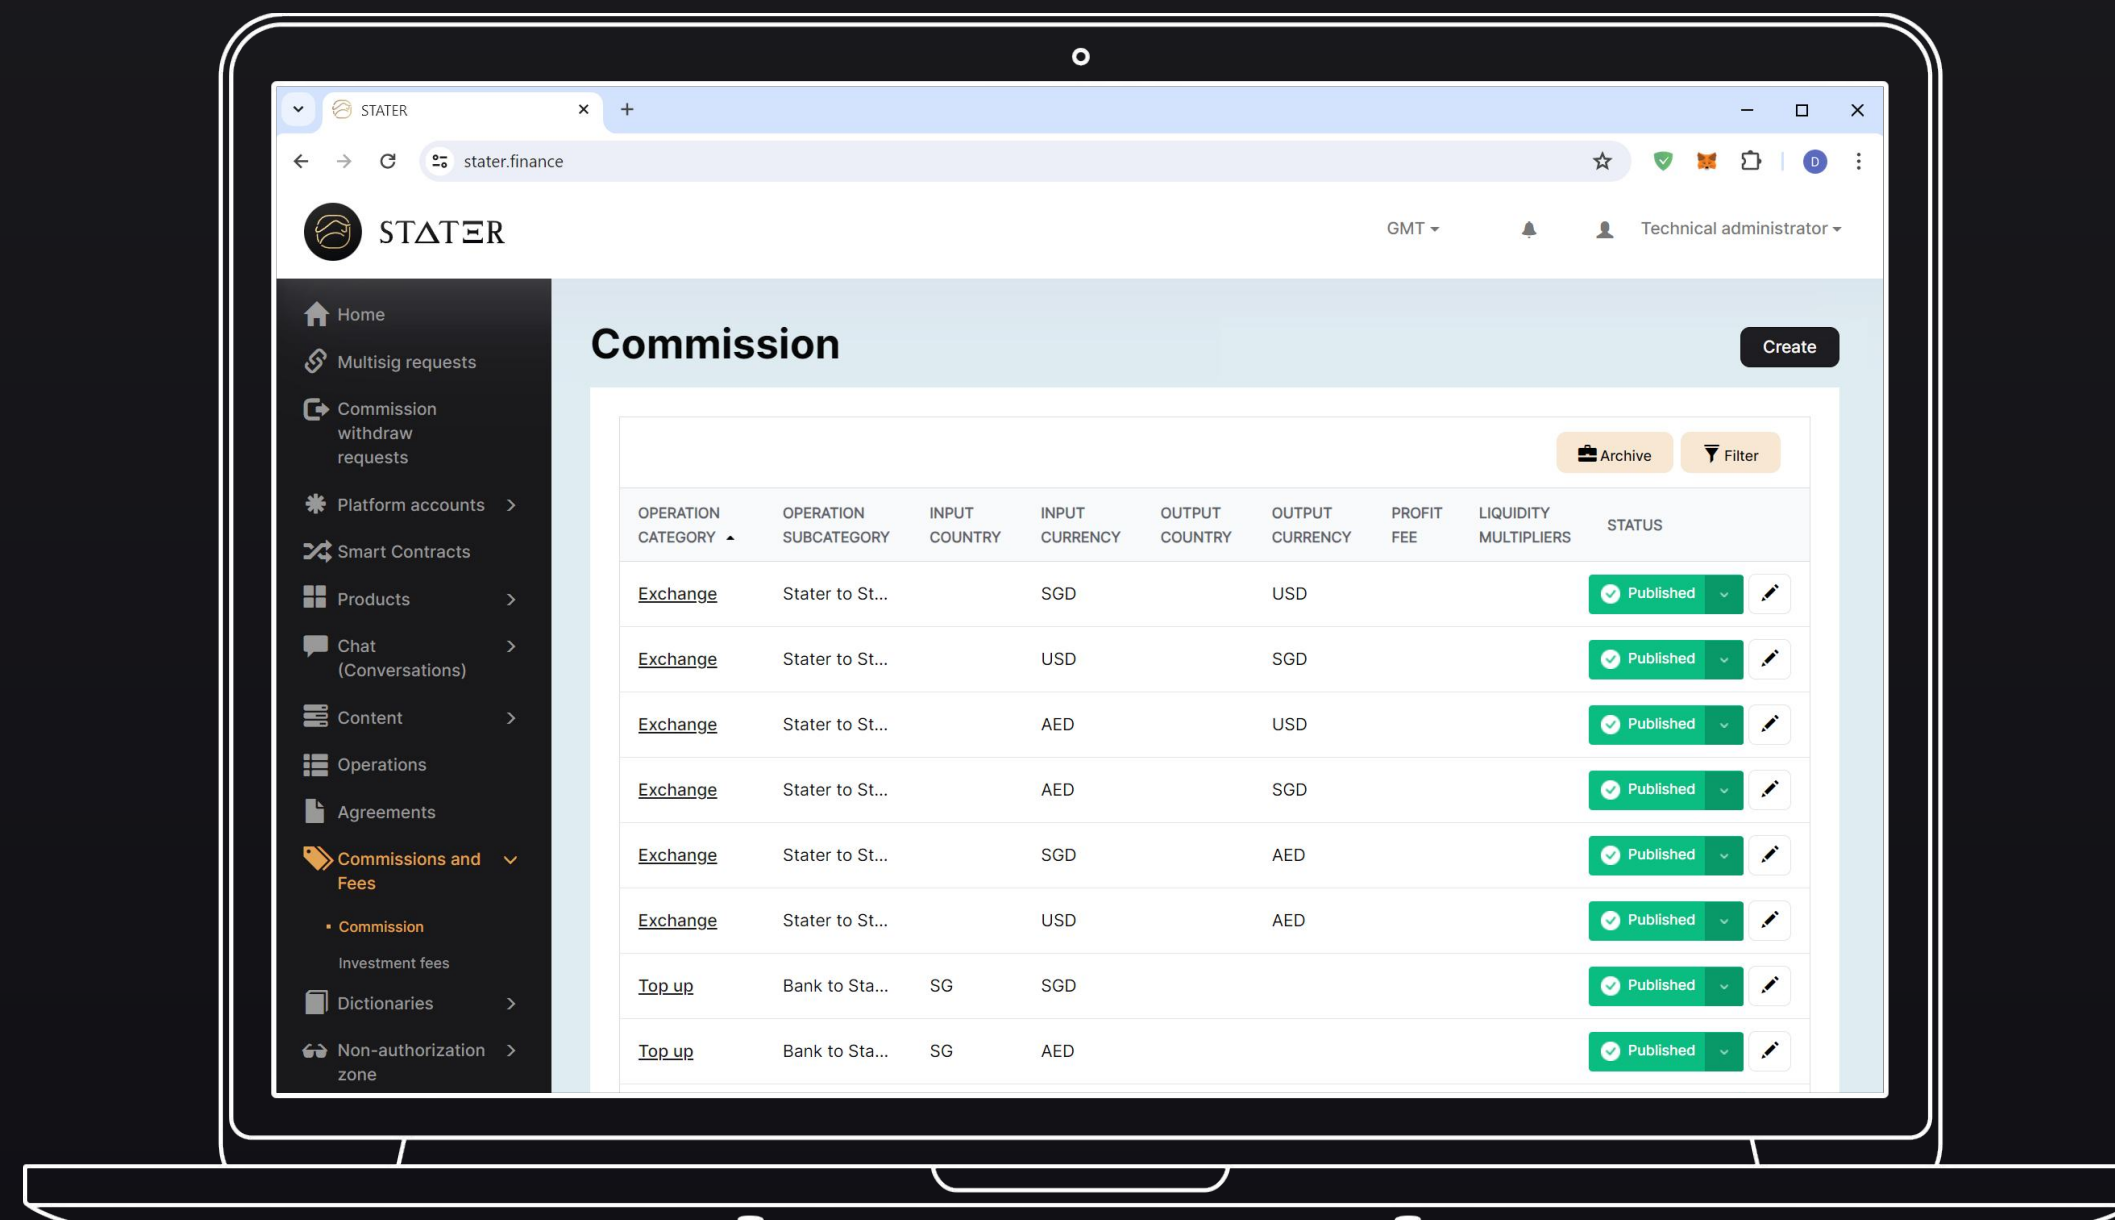 STATER
stater.finance
D
STΔTΞR
GMT
Technical administrator
Home
Multisig requests
Commission
withdraw
requests
Platform accounts
Smart Contracts
Products
Chat
(Conversations)
Content
Operations
Agreements
Commissions and
Fees
Commission
Investment fees
Dictionaries
Non-authorization
zone
Commission
Create
Archive Filter
OPERATION CATEGORY OPERATION SUBCATEGORY INPUT COUNTRY INPUT CURRENCY OUTPUT COUNTRY OUTPUT CURRENCY PROFIT FEE LIQUIDITY MULTIPLIERS STATUS
Exchange Stater to St... SGD USD Published
Exchange Stater to St... USD SGD Published
Exchange Stater to St... AED USD Published
Exchange Stater to St... AED SGD Published
Exchange Stater to St... SGD AED Published
Exchange Stater to St... USD AED Published
Top up Bank to Sta... SG SGD Published
Top up Bank to Sta... SG AED Published